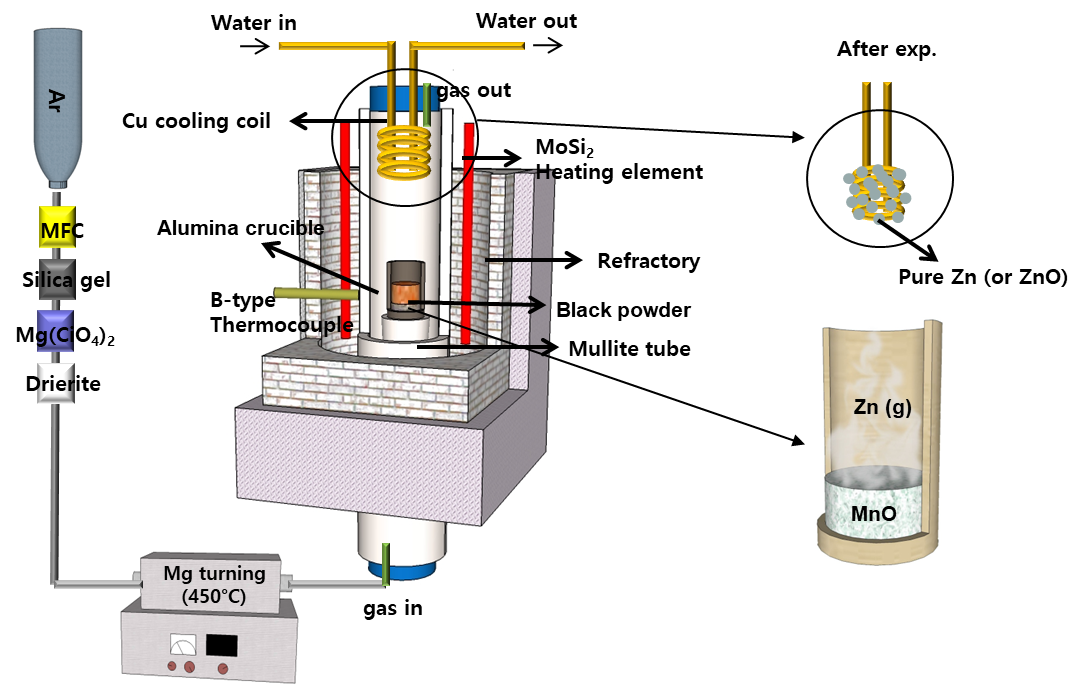 Water in
Water out
After exp.
Ar
gas out
Cu cooling coil
MoSi₂
Heating element
MFC
Alumina crucible
Silica gel
Refractory
Pure Zn (or ZnO)
B-type
Thermocouple
Black powder
Mg(CiO₄)₂
Mullite tube
Drierite
Zn (g)
MnO
Mg turning
(450°C)
gas in